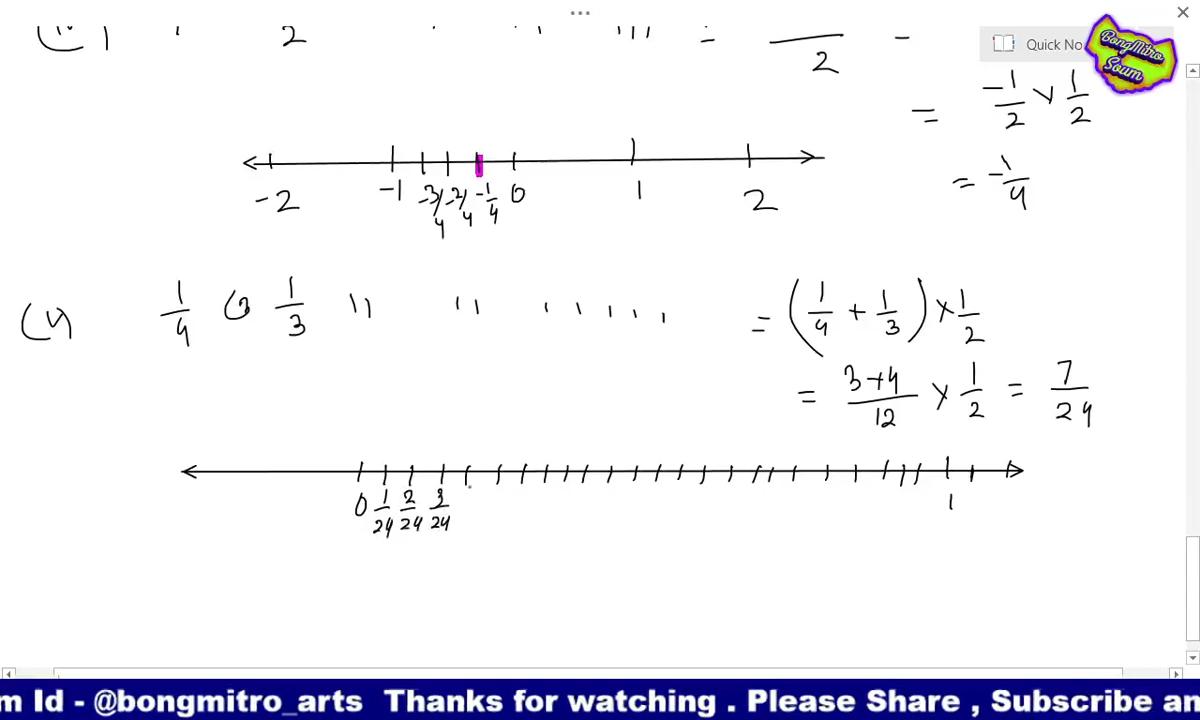 2 = — / 2 =
Quick No
BongMitro
Soum
= -1/2 × 1/2
= -1/4
-2 -1 -3/4 -2/4 -1/4 0 1 2
(v) 1/4 ও 1/3 '' '' ' ' ' ' ' = (1/4 + 1/3) × 1/2
= 3+4/12 × 1/2 = 7/24
0 1/24 2/24 3/24 1
m Id - @bongmitro_arts Thanks for watching . Please Share , Subscribe an